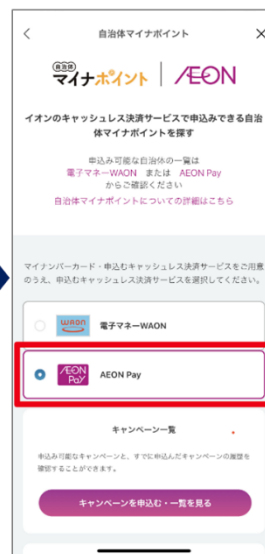 自治体マイナポイント
自治体
マイナポイント
AEON
イオンのキャッシュレス決済サービスで申込みできる自治
体マイナポイントを探す
申込み可能な自治体の一覧は
電子マネーWAON または AEON Pay
からご確認ください
自治体マイナポイントについての詳細はこちら
マイナンバーカード・申込むキャッシュレス決済サービスをご用意
のうえ、申込むキャッシュレス決済サービスを選択してください。
waon
電子マネーWAON
AEON
Pay
AEON Pay
キャンペーン一覧
申込み可能なキャンペーンと、すでに申込んだキャンペーンの履歴を
確認することができます。
キャンペーンを申込む・一覧を見る